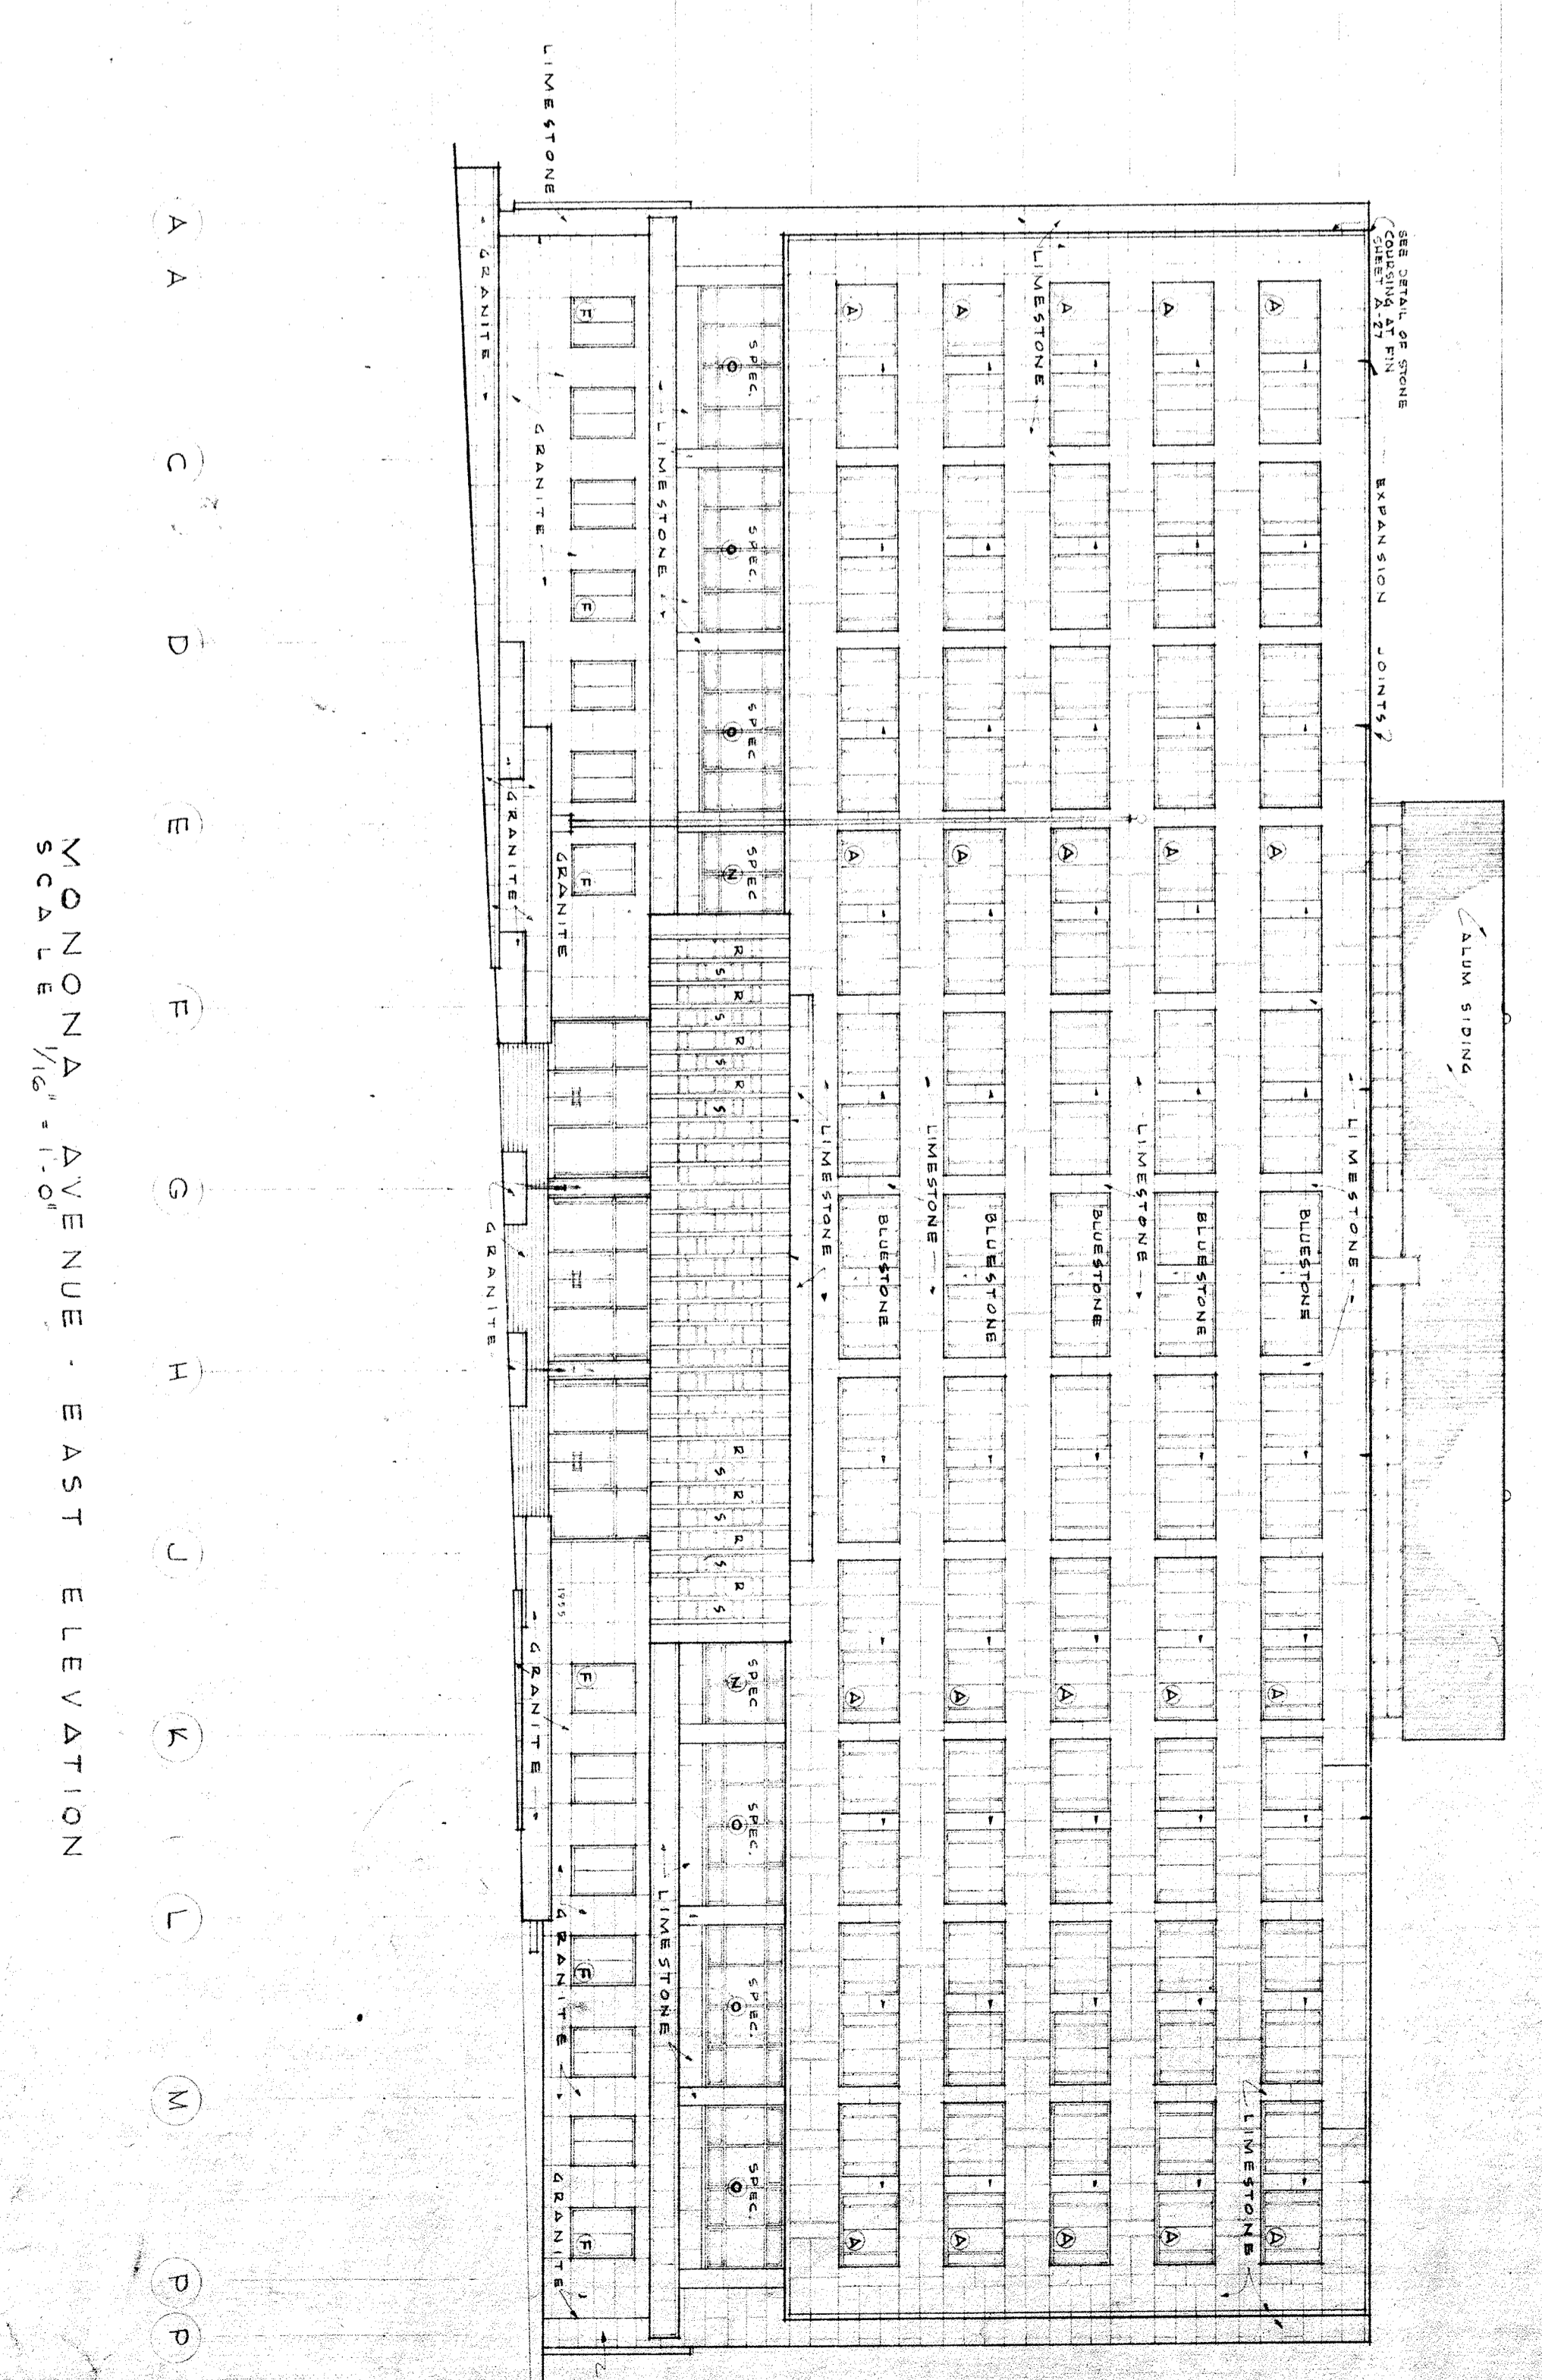 SEE DETAIL OF STONE
COURSING AT FIN
SHEET A-27
EXPANSION JOINTS
ALUM SIDING
LIMESTONE
LIMESTONE
A A
A A A
A A A
LIMESTONE
A A
BLUESTONE
BLUESTONE
BLUESTONE
BLUESTONE
BLUESTONE
LIMESTONE
LIMESTONE
LIMESTONE
LIMESTONE
A A A A A
A A A A A
SPEC. O
SPEC. O
SPEC O
SPEC N
R S R S R S R S
R S R S R S R S
SPEC N
SPEC. O
SPEC. O
SPEC. O
LIMESTONE
LIMESTONE
LIMESTONE
F F F
F F F
GRANITE
GRANITE
GRANITE
GRANITE
GRANITE
1955
GRANITE
GRANITE
GRANITE
A A C D E F G H J K L M P P
MONONA AVENUE - EAST ELEVATION
SCALE 1/16" = 1'-0"